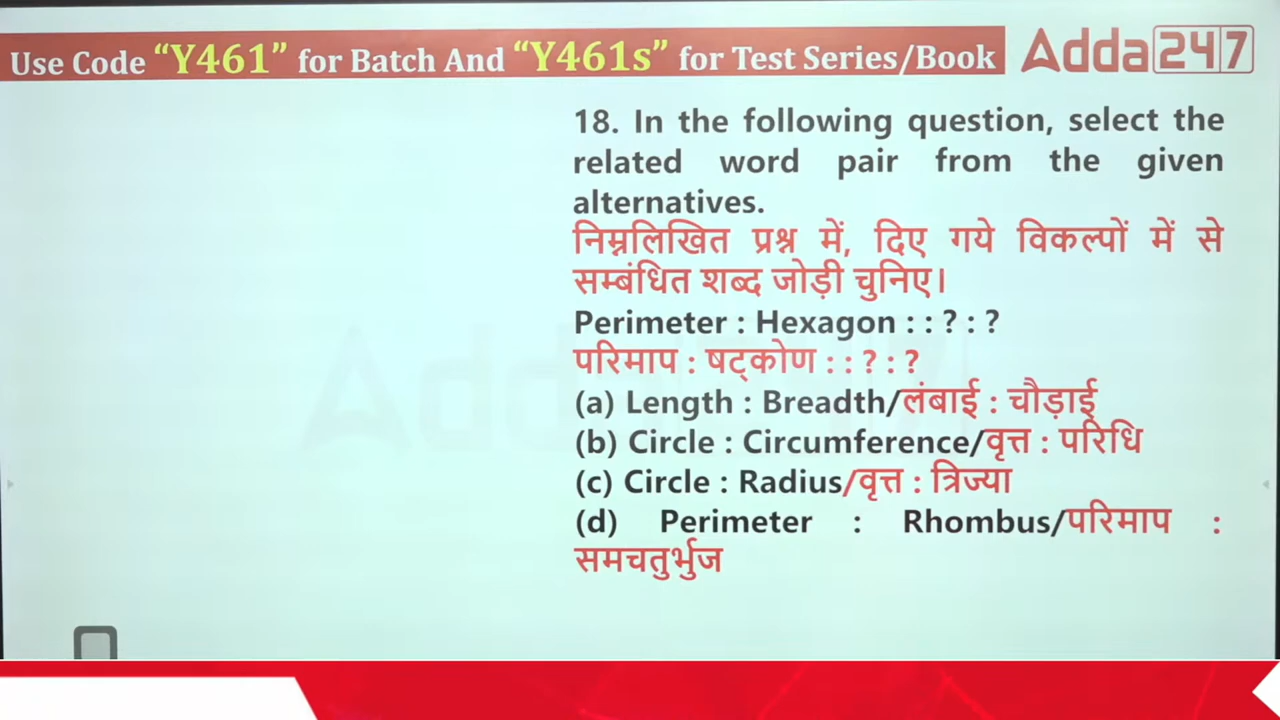 Use Code “Y461” for Batch And “Y461s” for Test Series/Book
Adda247
18. In the following question, select the
related word pair from the given
alternatives.
निम्नलिखित प्रश्न में, दिए गये विकल्पों में से
सम्बंधित शब्द जोड़ी चुनिए।
Perimeter : Hexagon : : ? : ?
परिमाप : षट्कोण : : ? : ?
(a) Length : Breadth/लंबाई : चौड़ाई
(b) Circle : Circumference/वृत्त : परिधि
(c) Circle : Radius/वृत्त : त्रिज्या
(d) Perimeter : Rhombus/परिमाप :
समचतुर्भुज